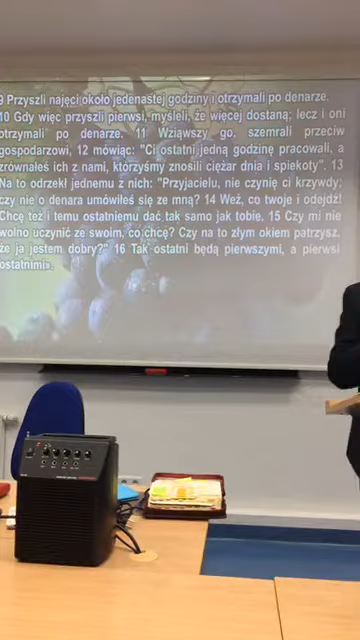 9 Przyszli najęci około jedenastej godziny i otrzymali po denarze.
10 Gdy więc przyszli pierwsi, myśleli, że więcej dostaną; lecz i oni
otrzymali po denarze. 11 Wziąwszy go, szemrali przeciw
gospodarzowi, 12 mówiąc: "Ci ostatni jedną godzinę pracowali, a
zrównałeś ich z nami, którzyśmy znosili ciężar dnia i spiekoty". 13
Na to odrzekł jednemu z nich: "Przyjacielu, nie czynię ci krzywdy;
czy nie o denara umówiłeś się ze mną? 14 Weź, co twoje i odejdź!
Chcę też i temu ostatniemu dać tak samo jak tobie. 15 Czy mi nie
wolno uczynić ze swoim, co chcę? Czy na to złym okiem patrzysz,
że ja jestem dobry?" 16 Tak ostatni będą pierwszymi, a pierwsi
ostatnimi».